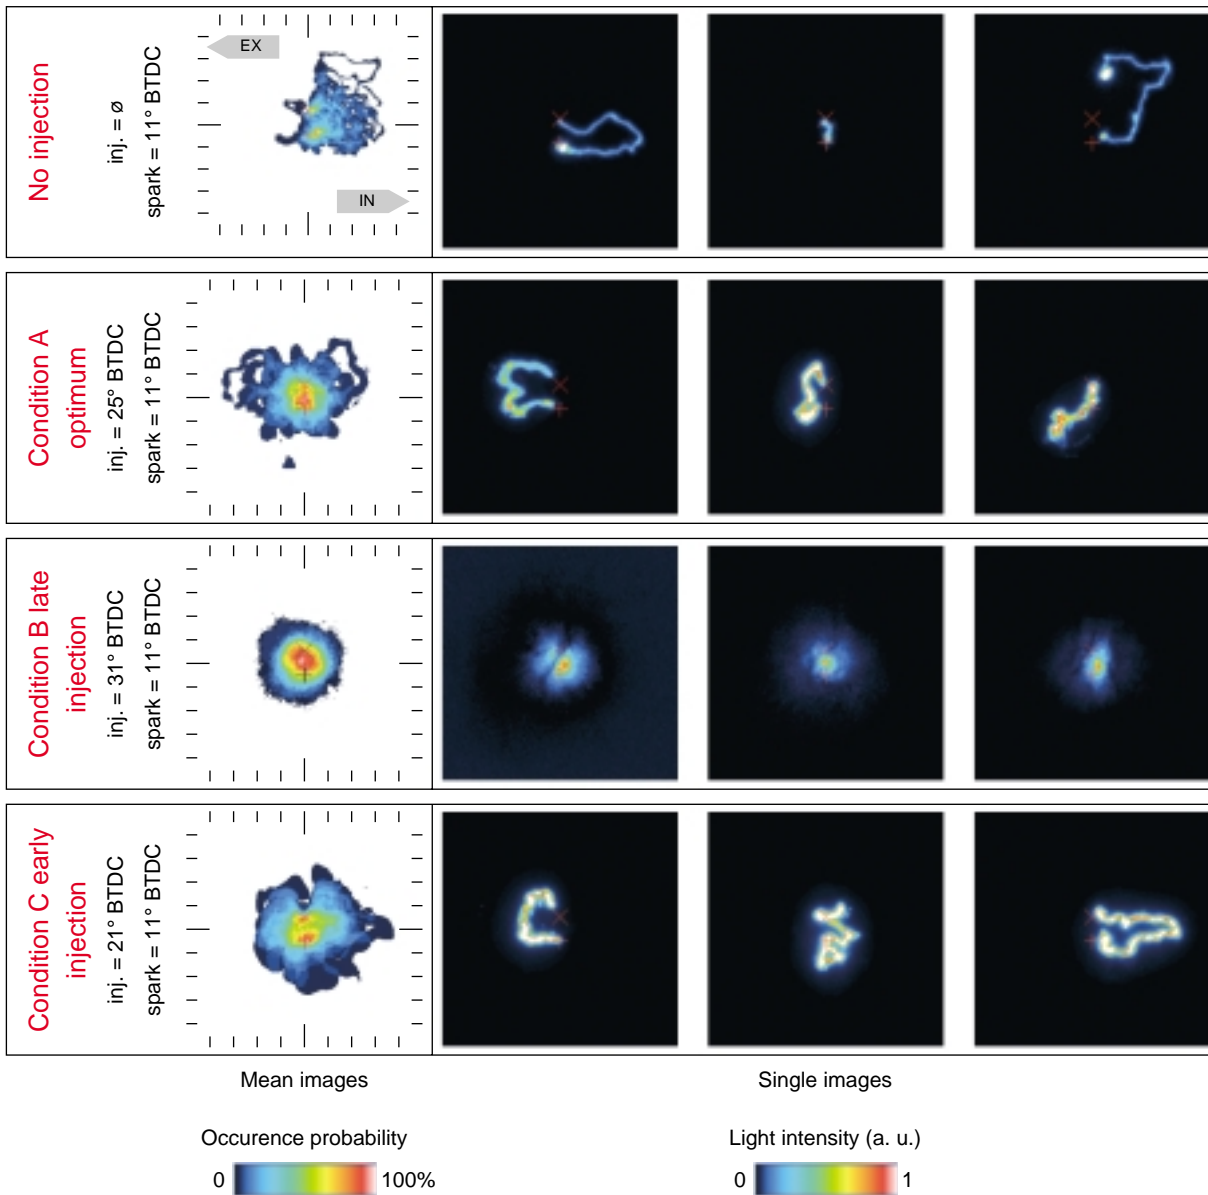 No injection
inj. = ø
spark = 11° BTDC
EX
IN
Condition A
optimum
inj. = 25° BTDC
spark = 11° BTDC
Condition B late
injection
inj. = 31° BTDC
spark = 11° BTDC
Condition C early
injection
inj. = 21° BTDC
spark = 11° BTDC
Mean images
Single images
Occurence probability
0 100%
Light intensity (a. u.)
0 1